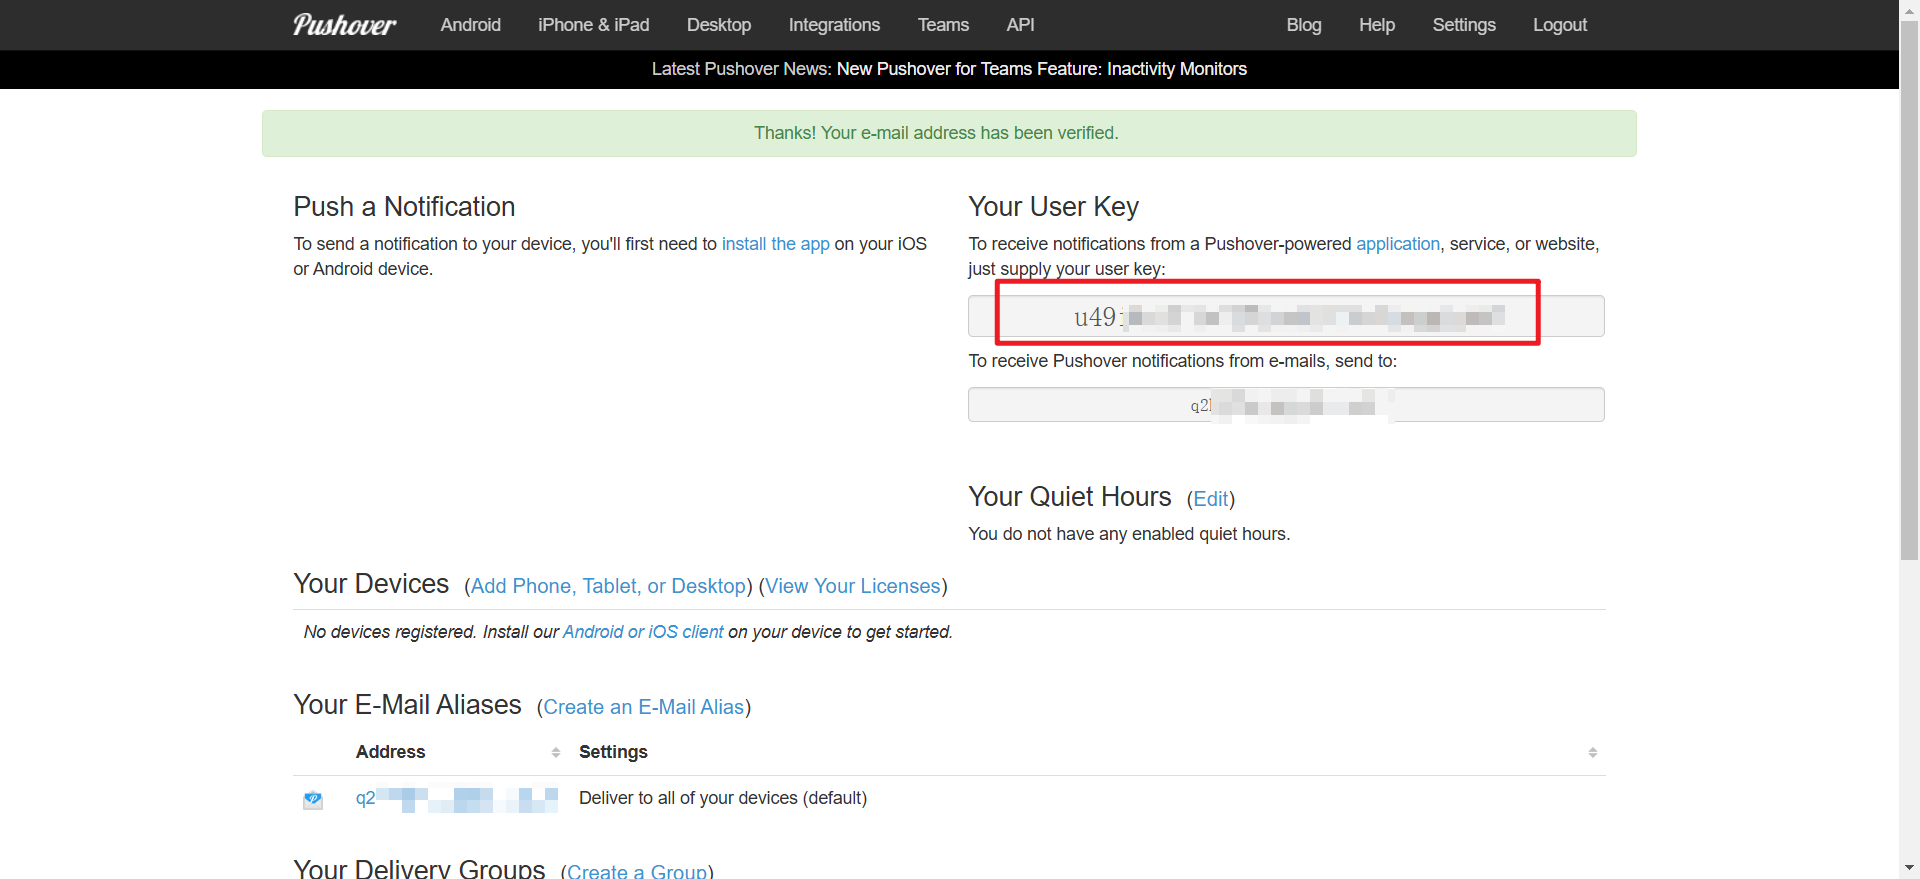 Pushover Android iPhone & iPad Desktop Integrations Teams API Blog Help Settings Logout
Latest Pushover News: New Pushover for Teams Feature: Inactivity Monitors
Thanks! Your e-mail address has been verified.
Push a Notification
To send a notification to your device, you'll first need to install the app on your iOS
or Android device.
Your User Key
To receive notifications from a Pushover-powered application, service, or website,
just supply your user key:
u49
To receive Pushover notifications from e-mails, send to:
q2
Your Quiet Hours (Edit)
You do not have any enabled quiet hours.
Your Devices (Add Phone, Tablet, or Desktop) (View Your Licenses)
No devices registered. Install our Android or iOS client on your device to get started.
Your E-Mail Aliases (Create an E-Mail Alias)
Address Settings
q2 Deliver to all of your devices (default)
Your Delivery Groups (Create a Group)